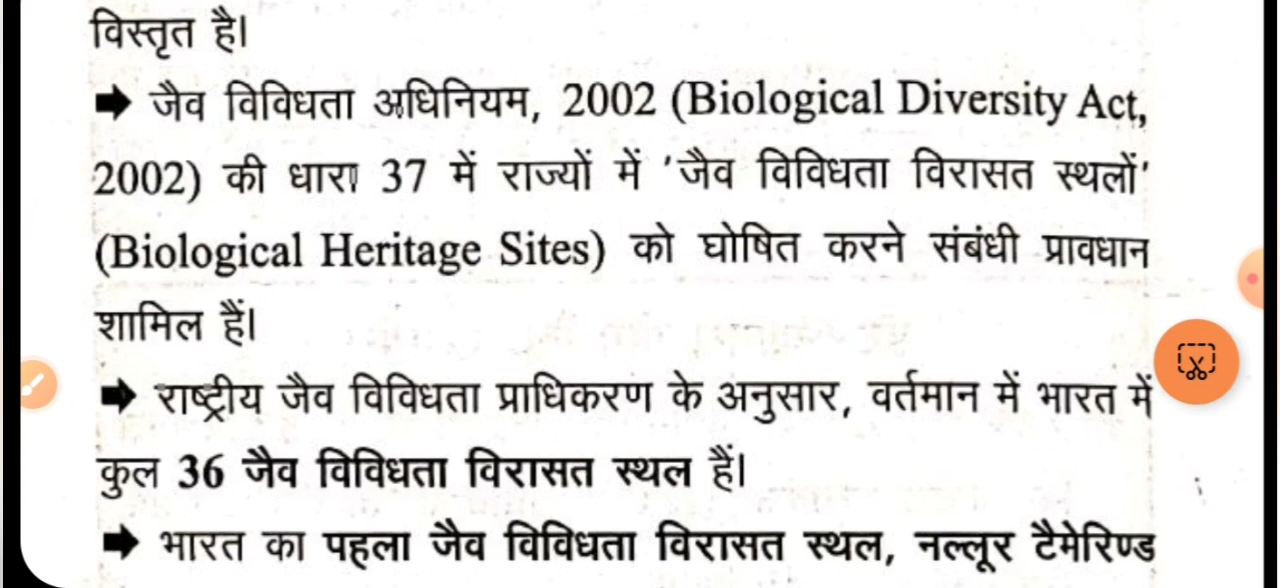 विस्तृत है।
➡ जैव विविधता अधिनियम, 2002 (Biological Diversity Act,
2002) की धारा 37 में राज्यों में 'जैव विविधता विरासत स्थलों'
(Biological Heritage Sites) को घोषित करने संबंधी प्रावधान
शामिल हैं।
➡ राष्ट्रीय जैव विविधता प्राधिकरण के अनुसार, वर्तमान में भारत में
कुल 36 जैव विविधता विरासत स्थल हैं।
➡ भारत का पहला जैव विविधता विरासत स्थल, नल्लूर टैमेरिण्ड